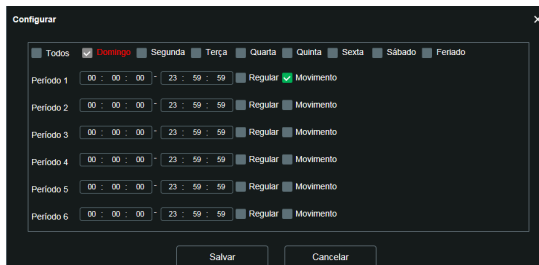 Configurar
Todos Domingo Segunda Terça Quarta Quinta Sexta Sábado Feriado
Período 1 00 : 00 : 00 - 23 : 59 : 59 Regular Movimento
Período 2 00 : 00 : 00 - 23 : 59 : 59 Regular Movimento
Período 3 00 : 00 : 00 - 23 : 59 : 59 Regular Movimento
Período 4 00 : 00 : 00 - 23 : 59 : 59 Regular Movimento
Período 5 00 : 00 : 00 - 23 : 59 : 59 Regular Movimento
Período 6 00 : 00 : 00 - 23 : 59 : 59 Regular Movimento
Salvar Cancelar